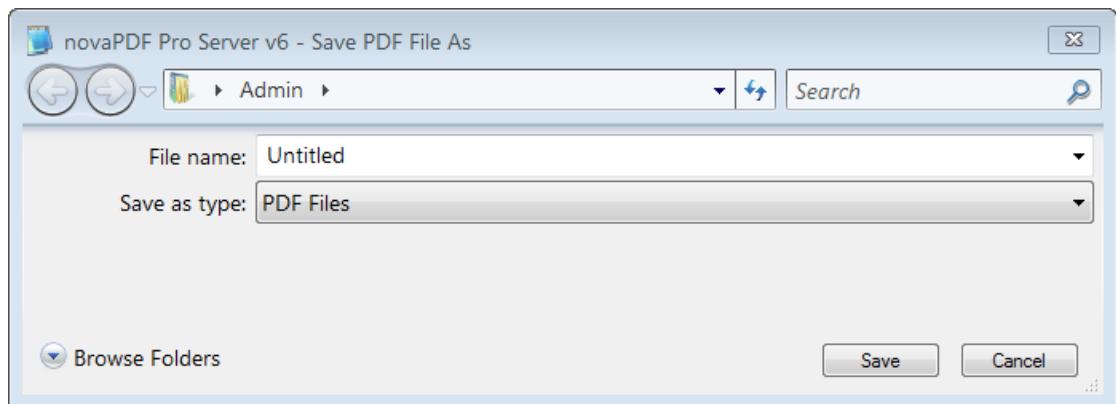 novaPDF Pro Server v6 - Save PDF File As
Admin
Search
File name: Untitled
Save as type: PDF Files
Browse Folders
Save
Cancel